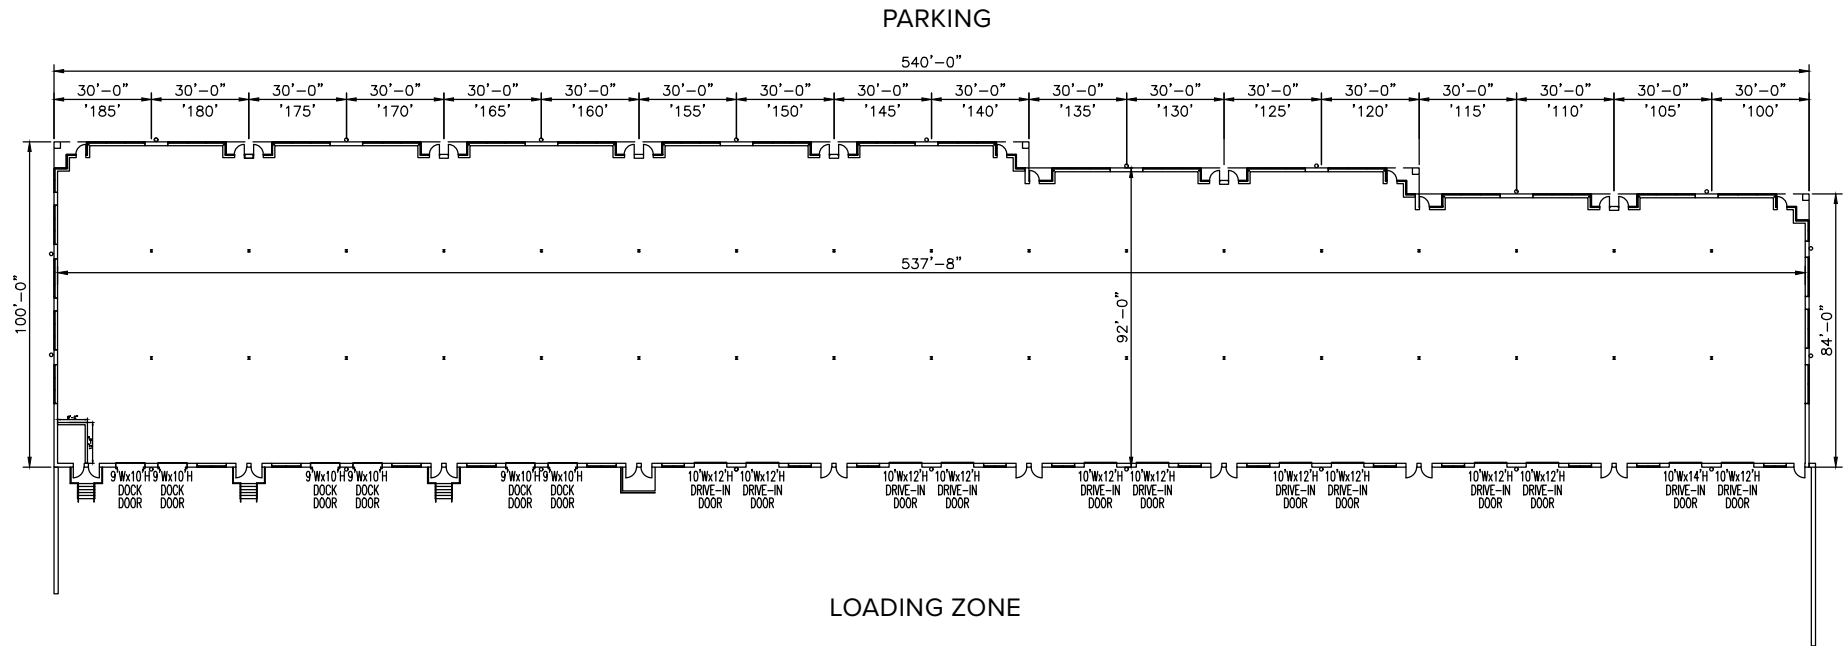 PARKING
540'-0"
30'-0" 30'-0" 30'-0" 30'-0" 30'-0" 30'-0" 30'-0" 30'-0" 30'-0" 30'-0" 30'-0" 30'-0" 30'-0" 30'-0" 30'-0" 30'-0" 30'-0" 30'-0"
'185' '180' '175' '170' '165' '160' '155' '150' '145' '140' '135' '130' '125' '120' '115' '110' '105' '100'
537'-8"
100'-0"
92'-0"
84'-0"
9'Wx10'H 9'Wx10'H 9'Wx10'H 9'Wx10'H 9'Wx10'H 9'Wx10'H 10'Wx12'H 10'Wx12'H 10'Wx12'H 10'Wx12'H 10'Wx12'H 10'Wx12'H 10'Wx12'H 10'Wx12'H 10'Wx12'H 10'Wx12'H 10'Wx14'H 10'Wx12'H
DOCK DOCK DOCK DOCK DOCK DOCK DRIVE-IN DRIVE-IN DRIVE-IN DRIVE-IN DRIVE-IN DRIVE-IN DRIVE-IN DRIVE-IN DRIVE-IN DRIVE-IN DRIVE-IN DRIVE-IN
DOOR DOOR DOOR DOOR DOOR DOOR DOOR DOOR DOOR DOOR DOOR DOOR DOOR DOOR DOOR DOOR DOOR DOOR
LOADING ZONE